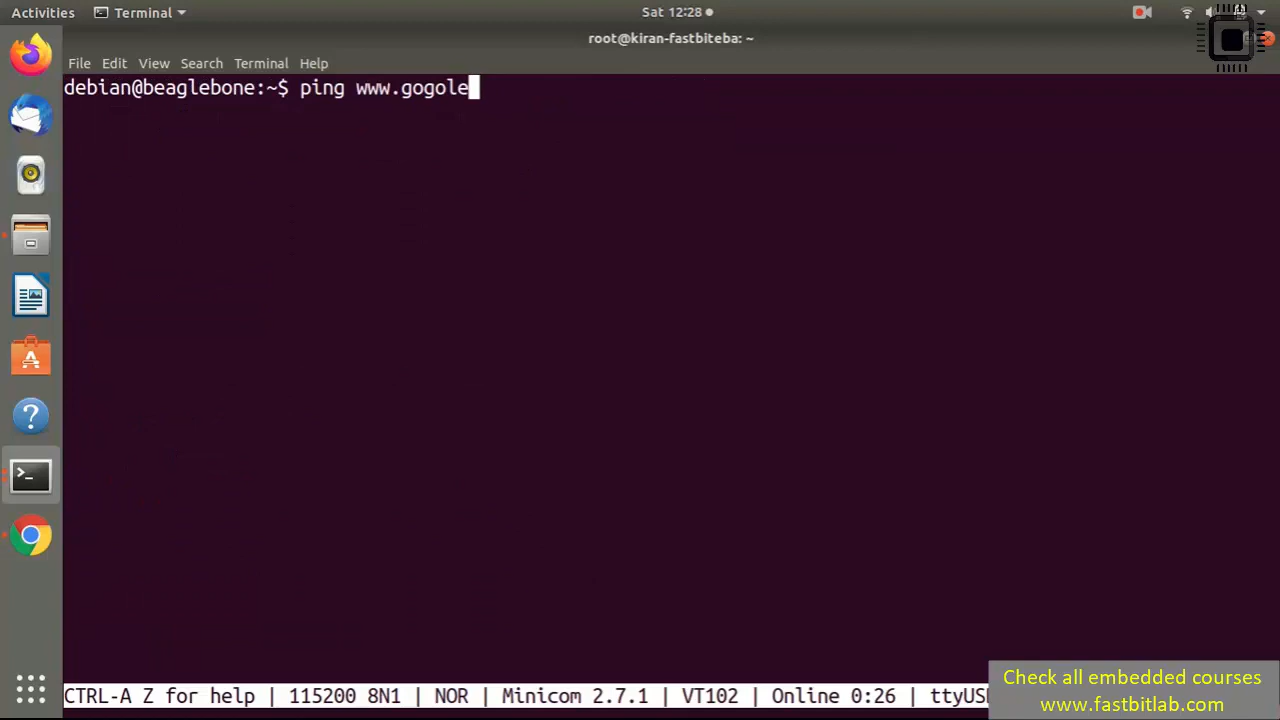 Activities Terminal Sat 12:28
root@kiran-fastbiteba: ~
File Edit View Search Terminal Help
debian@beaglebone:~$ ping www.gogole
CTRL-A Z for help | 115200 8N1 | NOR | Minicom 2.7.1 | VT102 | Online 0:26 |
Check all embedded courses
www.fastbitlab.com